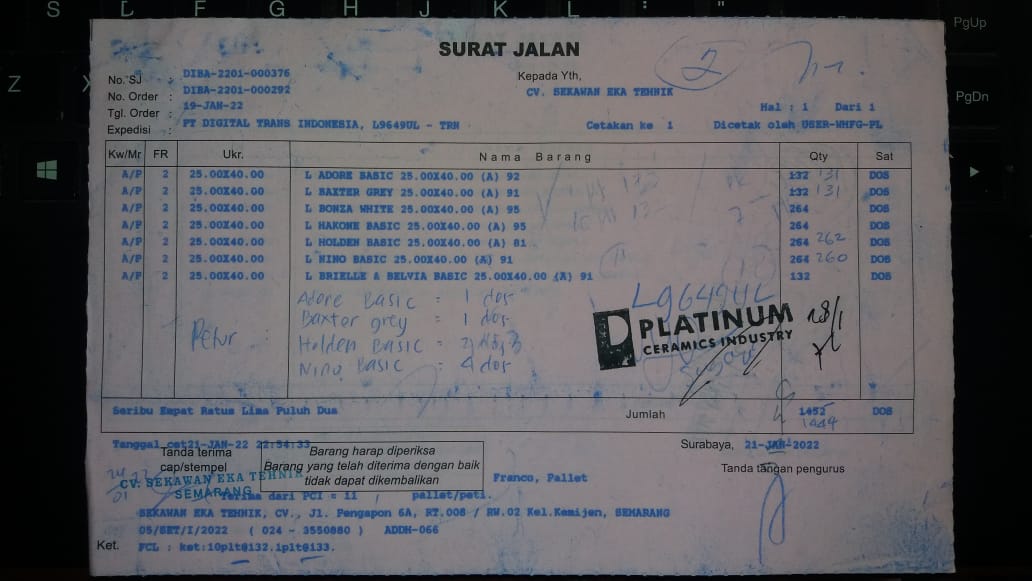 S D F G H J K L : "
PgUp
Z X
PgDn
SURAT JALAN
2
No. SJ : DIBA-2201-000376
No. Order : DIBA-2201-000292
Tgl. Order : 19-JAN-22
Expedisi : PT DIGITAL TRANS INDONESIA, L9649UL - TRN
Kepada Yth,
CV. SEKAWAN EKA TEHNIK
Hal : 1 Dari 1
Cetakan ke 1 Dicetak oleh USER-WHFG-PL
Kw/Mr FR Ukr. Nama Barang Qty Sat
A/P 2 25.00X40.00 L ADORE BASIC 25.00X40.00 (A) 92 132 131 DOS
A/P 2 25.00X40.00 L BAXTER GREY 25.00X40.00 (A) 91 132 131 DOS
A/P 2 25.00X40.00 L BONZA WHITE 25.00X40.00 (A) 95 264 DOS
A/P 2 25.00X40.00 L HAKONE BASIC 25.00X40.00 (A) 95 264 DOS
A/P 2 25.00X40.00 L HOLDEN BASIC 25.00X40.00 (A) 81 264 262 DOS
A/P 2 25.00X40.00 L NINO BASIC 25.00X40.00 (A) 91 264 260 DOS
A/P 2 25.00X40.00 L BRIELLE & BELVIA BASIC 25.00X40.00 (A) 91 132 DOS
Retur :
Adore Basic = 1 dos
Baxter grey = 1 dos
Holden Basic = 2
Nino Basic = 4 dos
L9649UL
PLATINUM
CERAMICS INDUSTRY
Seribu Empat Ratus Lima Puluh Dua Jumlah 1452 DOS
1444
Tanggal cet21-JAN-22 22:54:33
Surabaya, 21-JAN-2022
Tanda terima
cap/stempel
Barang harap diperiksa
Barang yang telah diterima dengan baik
tidak dapat dikembalikan
Tanda tangan pengurus
Franco, Pallet
CV. SEKAWAN EKA TEHNIK
SEMARANG
Terima dari PCI = 11 pallet/peti.
SEKAWAN EKA TEHNIK, CV., Jl. Pengapon 6A, RT.008 / RW.02 Kel.Kemijen, SEMARANG
05/SET/I/2022 ( 024 - 3550880 ) ADDH-066
Ket. FCL : ket:10plt@132.1plt@133.